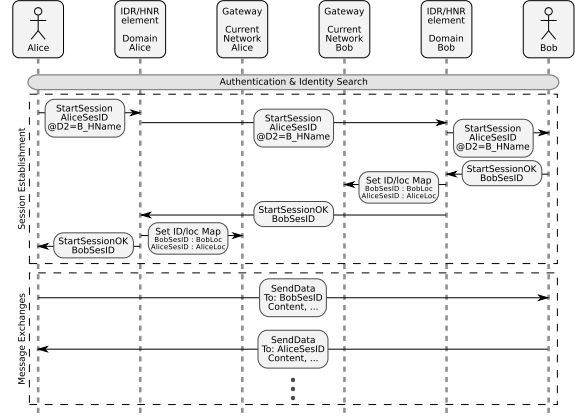 Alice
IDR/HNR
element
Domain
Alice
Gateway
Current
Network
Alice
Gateway
Current
Network
Bob
IDR/HNR
element
Domain
Bob
Bob
Authentication & Identity Search
Session Establishment
StartSession
AliceSesID
@D2=B_HName
StartSession
AliceSesID
@D2=B_HName
StartSession
AliceSesID
@D2=B_HName
StartSessionOK
BobSesID
Set ID/loc Map
BobSesID : BobLoc
AliceSesID : AliceLoc
StartSessionOK
BobSesID
Set ID/loc Map
BobSesID : BobLoc
AliceSesID : AliceLoc
StartSessionOK
BobSesID
Message Exchanges
SendData
To: BobSesID
Content, ...
SendData
To: AliceSesID
Content, ...